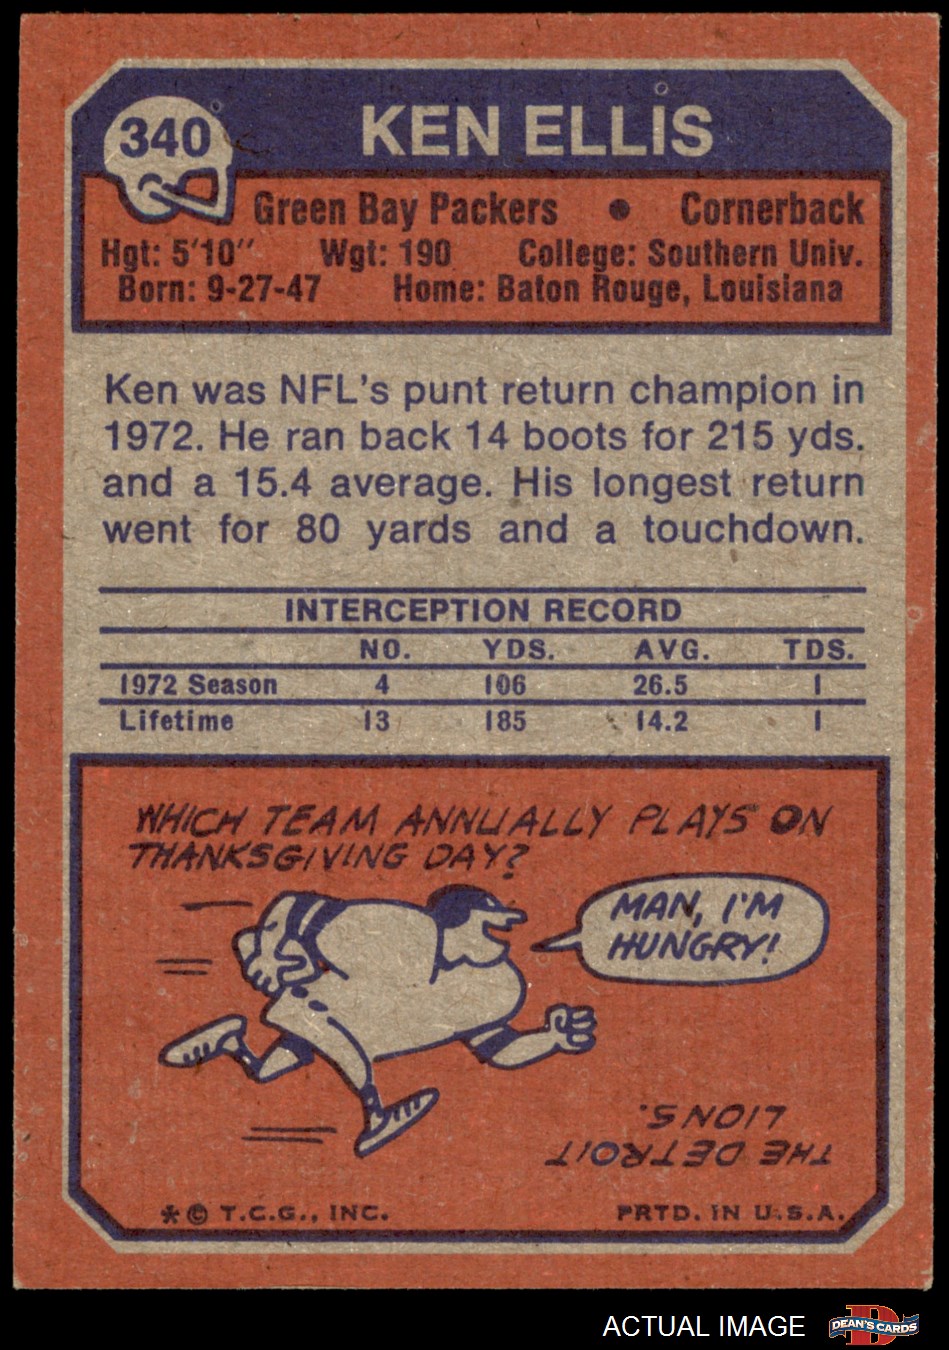 340
KEN ELLIS
Green Bay Packers • Cornerback
Hgt: 5'10" Wgt: 190 College: Southern Univ.
Born: 9-27-47 Home: Baton Rouge, Louisiana
Ken was NFL's punt return champion in
1972. He ran back 14 boots for 215 yds.
and a 15.4 average. His longest return
went for 80 yards and a touchdown.
INTERCEPTION RECORD
NO. YDS. AVG. TDS.
1972 Season 4 106 26.5 1
Lifetime 13 185 14.2 1
WHICH TEAM ANNUALLY PLAYS ON
THANKSGIVING DAY?
MAN, I'M
HUNGRY!
THE DETROIT
LIONS.
* © T.C.G., INC. PRTD. IN U.S.A.
ACTUAL IMAGE
D
DEAN'S CARDS